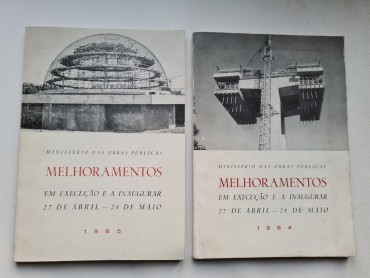 MINISTÉRIO DAS OBRAS PÚBLICAS
MELHORAMENTOS
EM EXECUÇÃO E A INAUGURAR
27 DE ABRIL — 28 DE MAIO
1965
MINISTÉRIO DAS OBRAS PÚBLICAS
MELHORAMENTOS
EM EXECUÇÃO E A INAUGURAR
27 DE ABRIL — 28 DE MAIO
1964